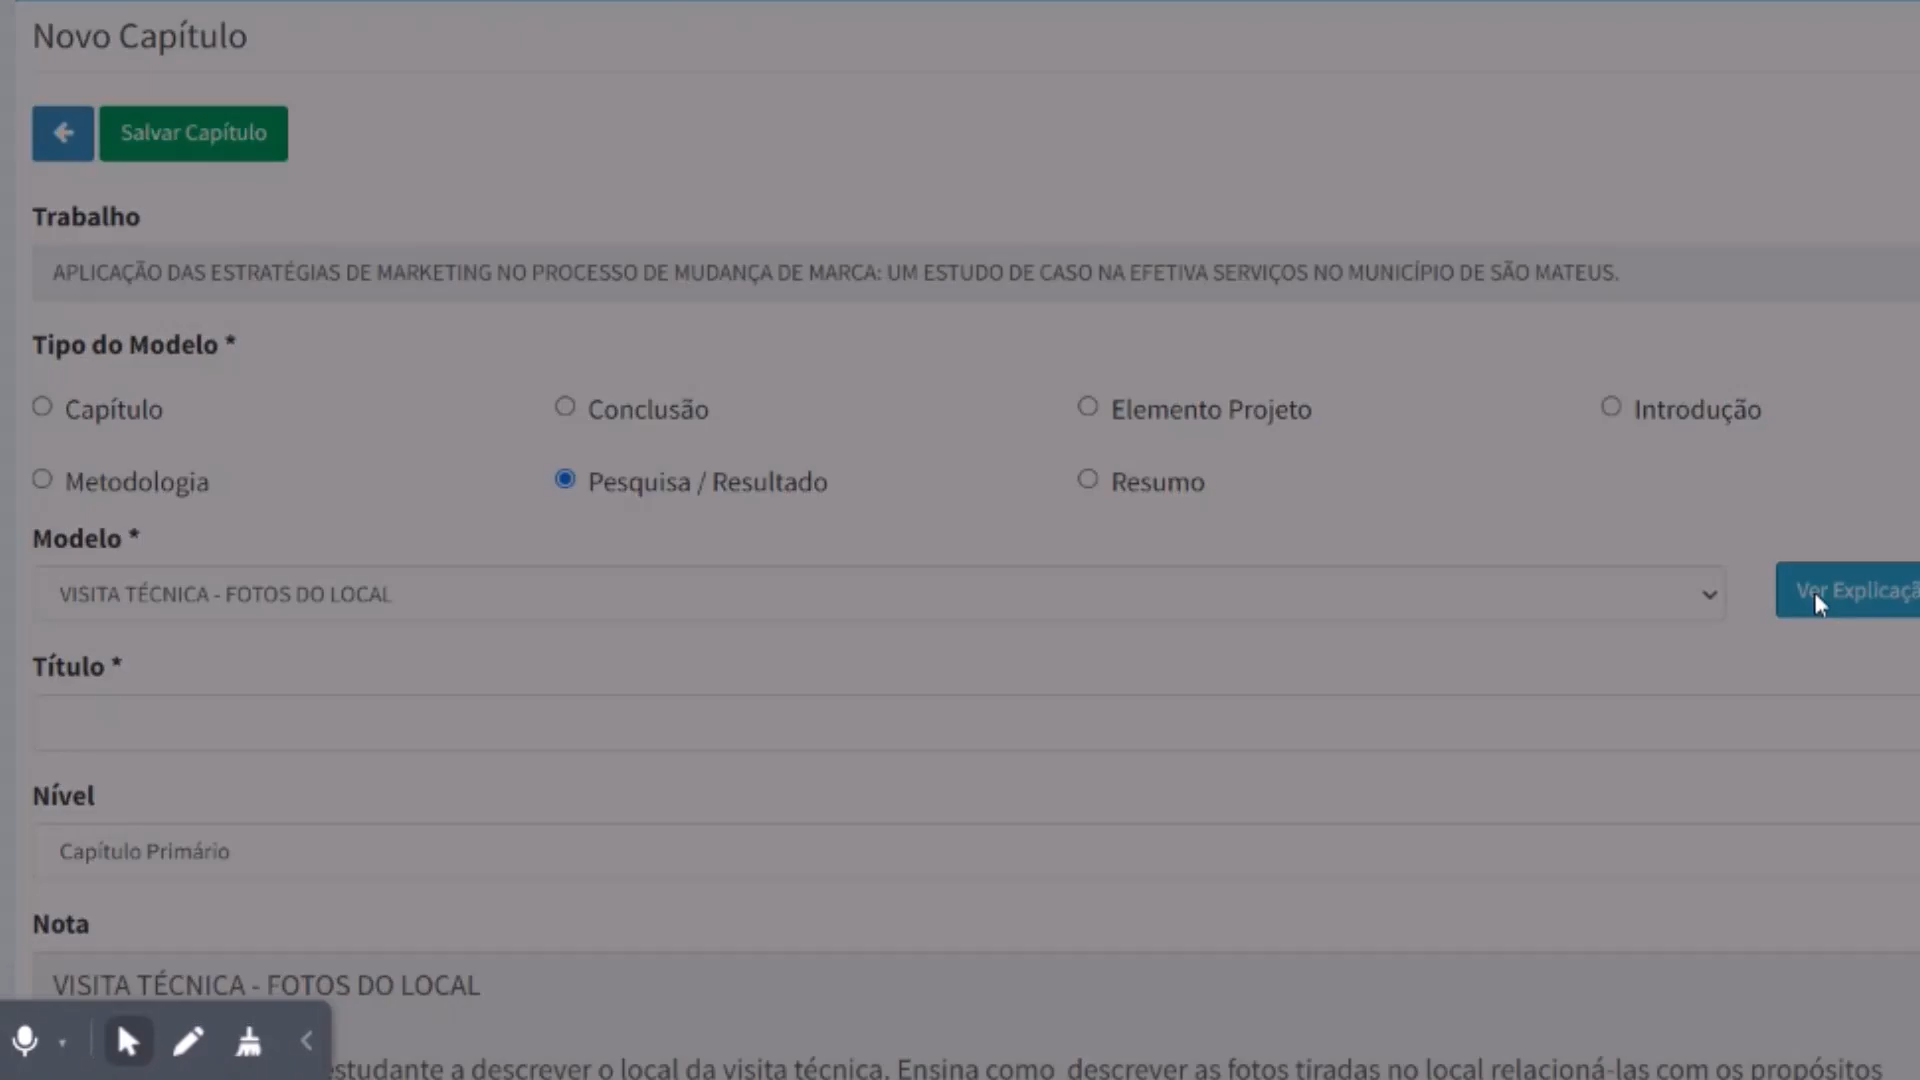 Novo Capítulo
Salvar Capítulo
Trabalho
APLICAÇÃO DAS ESTRATÉGIAS DE MARKETING NO PROCESSO DE MUDANÇA DE MARCA: UM ESTUDO DE CASO NA EFETIVA SERVIÇOS NO MUNICÍPIO DE SÃO MATEUS.
Tipo do Modelo *
Capítulo Conclusão Elemento Projeto Introdução
Metodologia Pesquisa / Resultado Resumo
Modelo *
VISITA TÉCNICA - FOTOS DO LOCAL
Ver Explicaçã
Título *
Nível
Capítulo Primário
Nota
VISITA TÉCNICA - FOTOS DO LOCAL
studante a descrever o local da visita técnica. Ensina como descrever as fotos tiradas no local relacioná-las com os propósitos